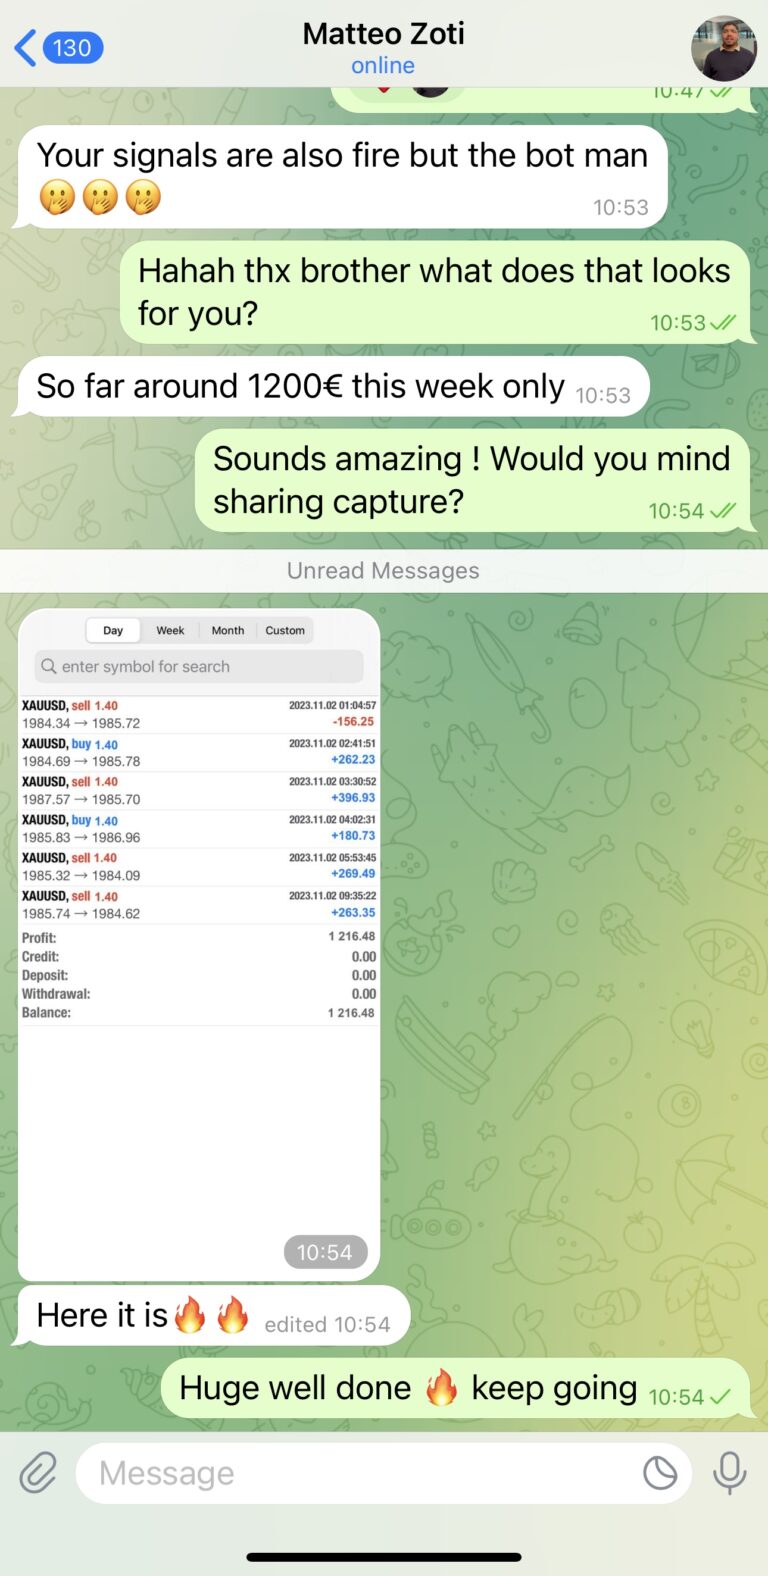 130
Matteo Zoti
online
10:47
Your signals are also fire but the bot man
🫢🫢🫢
10:53
Hahah thx brother what does that looks
for you?
10:53
So far around 1200€ this week only 10:53
Sounds amazing ! Would you mind
sharing capture?
10:54
Unread Messages
Day Week Month Custom
enter symbol for search
XAUUSD, sell 1.40 2023.11.02 01:04:57
1984.34 → 1985.72 -156.25
XAUUSD, buy 1.40 2023.11.02 02:41:51
1984.69 → 1985.78 +262.23
XAUUSD, sell 1.40 2023.11.02 03:30:52
1987.57 → 1985.70 +396.93
XAUUSD, buy 1.40 2023.11.02 04:02:31
1985.83 → 1986.96 +180.73
XAUUSD, sell 1.40 2023.11.02 05:53:45
1985.32 → 1984.09 +269.49
XAUUSD, sell 1.40 2023.11.02 09:35:22
1985.74 → 1984.62 +263.35
Profit: 1 216.48
Credit: 0.00
Deposit: 0.00
Withdrawal: 0.00
Balance: 1 216.48
10:54
Here it is🔥🔥 edited 10:54
Huge well done 🔥 keep going 10:54
Message